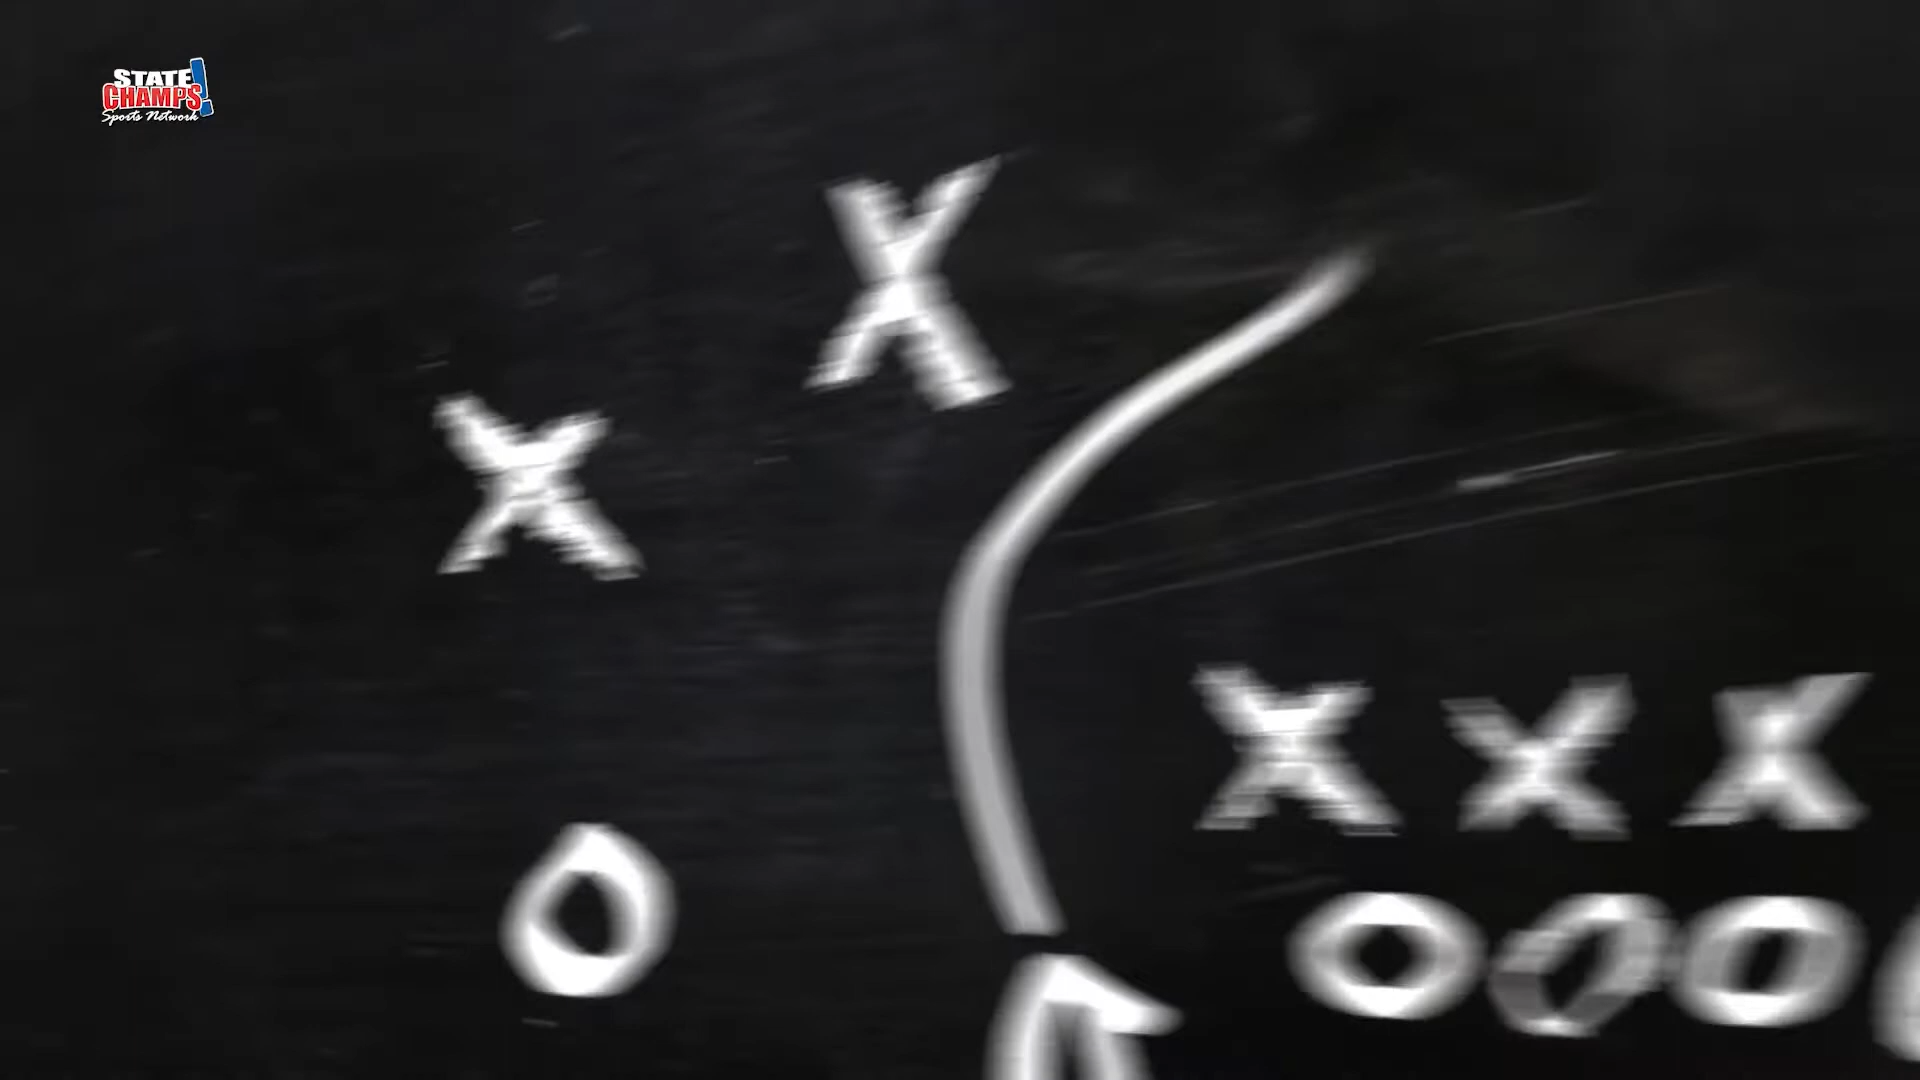 STATE
CHAMPS!
Sports Network
X
X
X X X
O
O O O